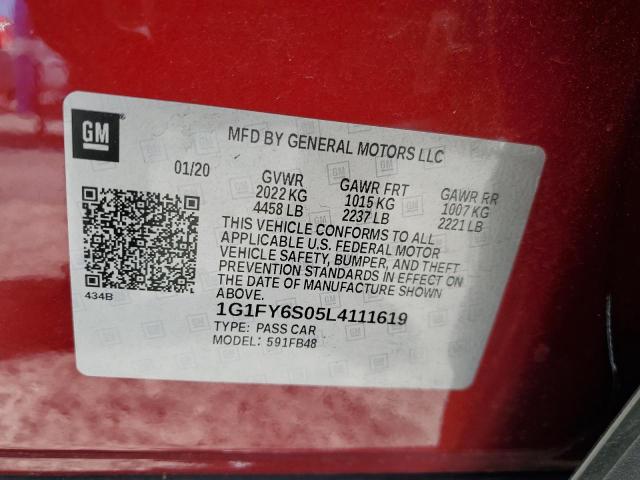 GM
MFD BY GENERAL MOTORS LLC
01/20
GVWR
2022 KG
4458 LB
GAWR FRT
1015 KG
2237 LB
GAWR RR
1007 KG
2221 LB
THIS VEHICLE CONFORMS TO ALL
APPLICABLE U.S. FEDERAL MOTOR
VEHICLE SAFETY, BUMPER, AND THEFT
PREVENTION STANDARDS IN EFFECT ON
THE DATE OF MANUFACTURE SHOWN
ABOVE.
434B
1G1FY6S05L4111619
TYPE: PASS CAR
MODEL: 591FB48